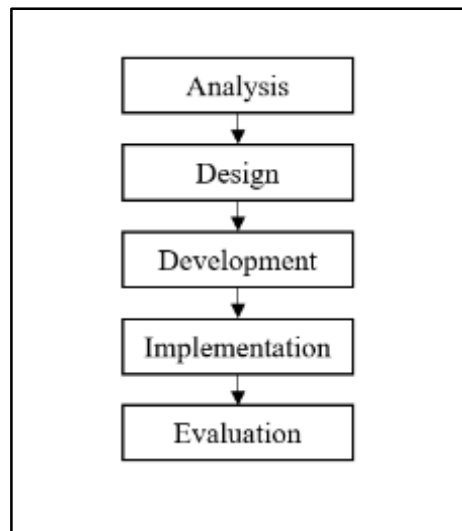 Analysis
Design
Development
Implementation
Evaluation